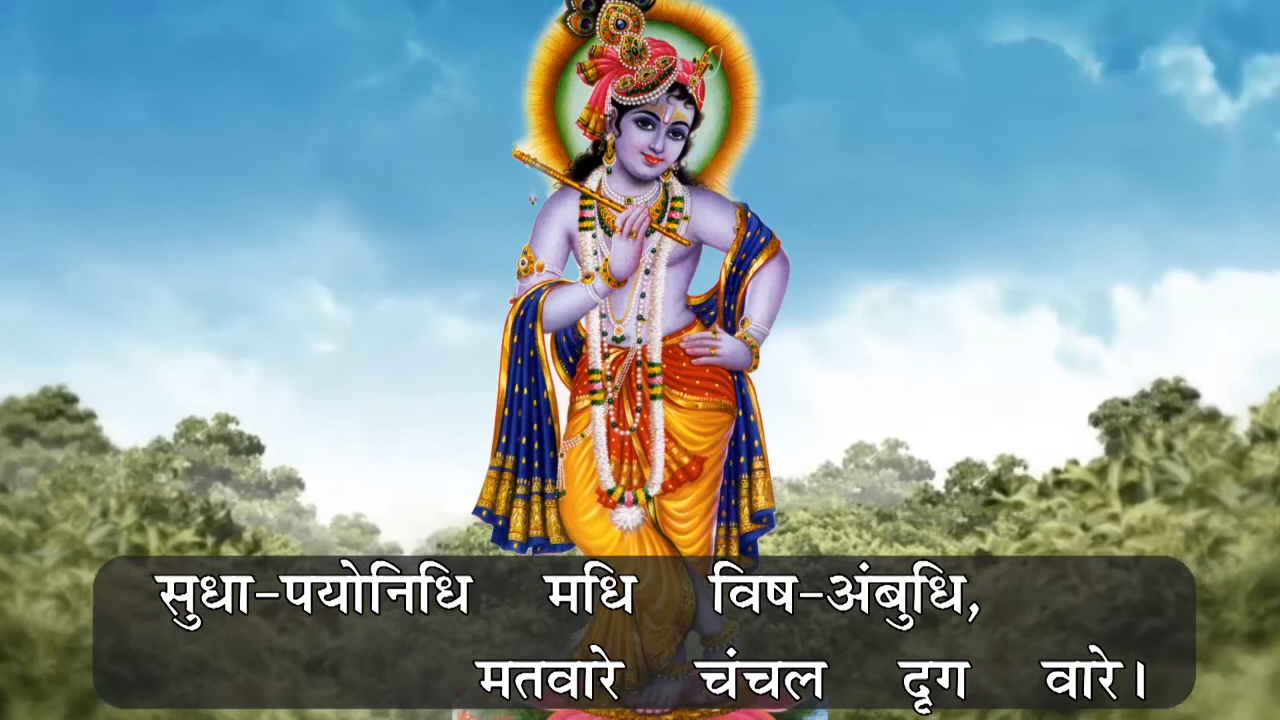 सुधा-पयोनिधि मधि विष-अंबुधि,
मतवारे चंचल दृग वारे।